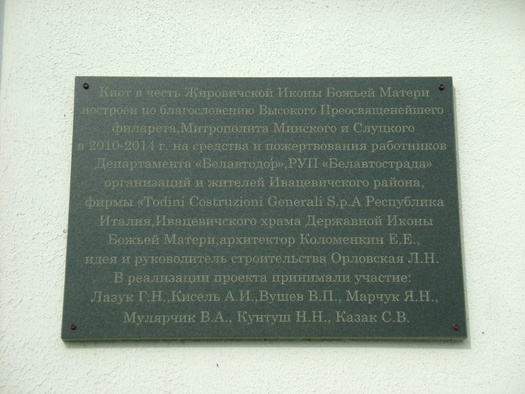 Киот в честь Жировичской Иконы Божьей Матери
построен по благословению Высокого Преосвященейшего
филарета,Митрополита Минского и Слуцкого
в 2010-2014 г. на средства и пожертвования работников
Департамента «Белавтодор»,РУП «Белавтострада»
организаций и жителей Ивацевичского района,
фирмы «Todini Costruzioni Generali S.p.A Республика
Италия,Ивацевичского храма Державной Иконы
Божьей Матери,архитектор Коломенкин Е.Е.,
идея и руководитель строительства Орловская Л.Н.
В реализации проекта принимали участие:
Лазук Г.Н.,Кисель А.И.,Вушев В.П., Марчук Я.Н.,
Мулярчик В.А., Кунтуш Н.Н., Казак С.В.